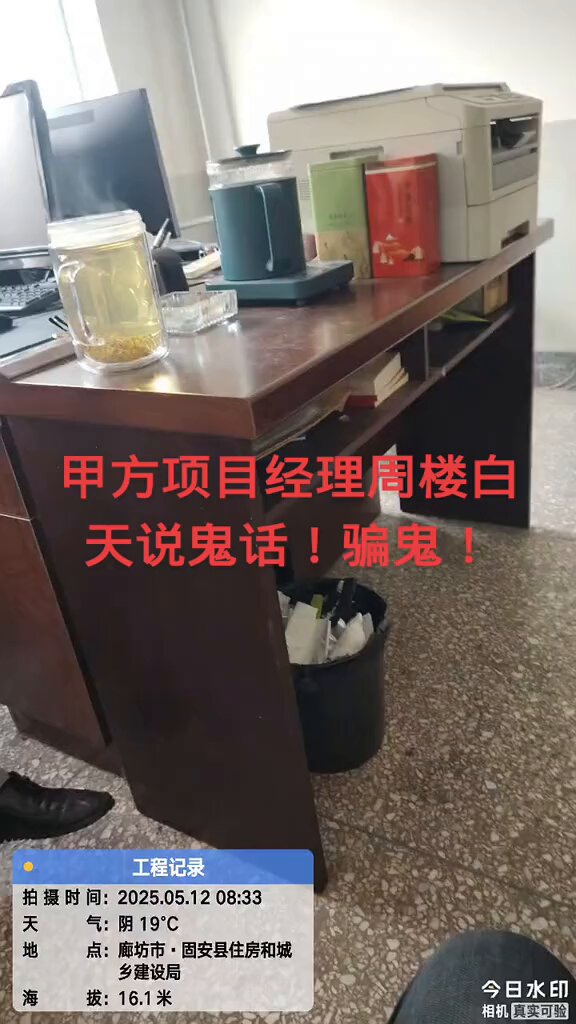 甲方项目经理周楼白
天说鬼话！骗鬼！
工程记录
拍摄时间：2025.05.12 08:33
天气：阴 19°C
地点：廊坊市·固安县住房和城
乡建设局
海拔：16.1米
今日水印
相机 真实可验